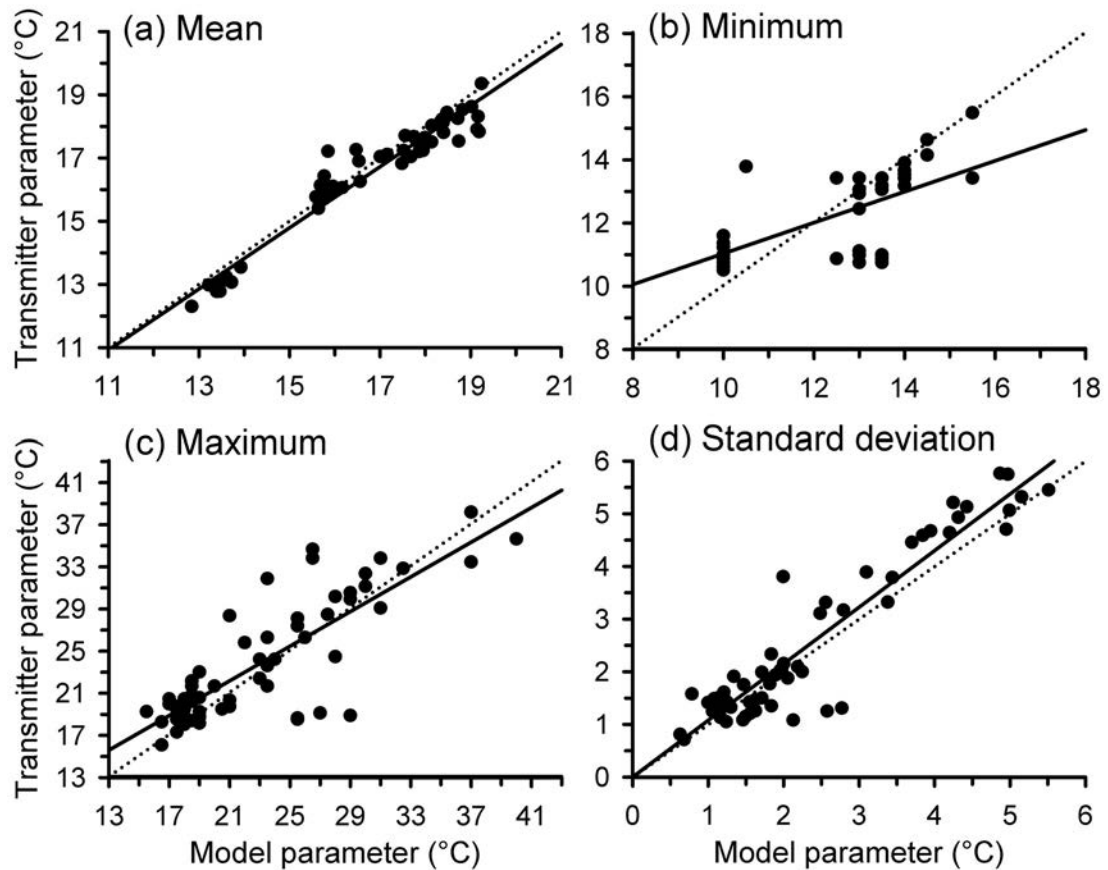 (a) Mean
(b) Minimum
Transmitter parameter (°C)
21
19
17
15
13
11
11 13 15 17 19 21
18
16
14
12
10
8
8 10 12 14 16 18
(c) Maximum
(d) Standard deviation
Transmitter parameter (°C)
41
37
33
29
25
21
17
13
13 17 21 25 29 33 37 41
6
5
4
3
2
1
0
0 1 2 3 4 5 6
Model parameter (°C)
Model parameter (°C)